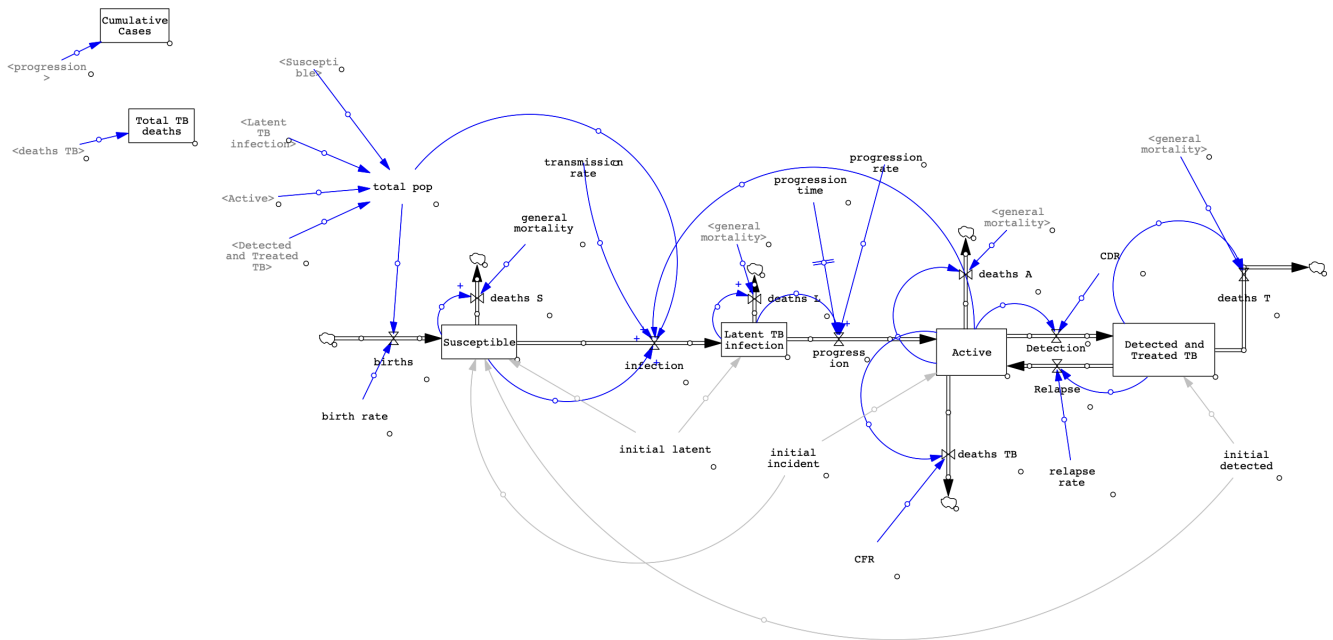 Cumulative
Cases
<progression
>
Total TB
deaths
<deaths TB>
<Suscepti
ble>
<Latent
TB
infection>
<Active>
<Detected
and Treated
TB>
total pop
transmission
rate
progression
rate
progression
time
general
mortality
<general
mortality>
<general
mortality>
<general
mortality>
CDR
deaths S
deaths L
deaths A
deaths T
births
Susceptible
infection
Latent TB
infection
progress
ion
Active
Detection
Relapse
Detected and
Treated TB
birth rate
initial latent
initial
incident
deaths TB
relapse
rate
initial
detected
CFR
+
+
+
+
+
+